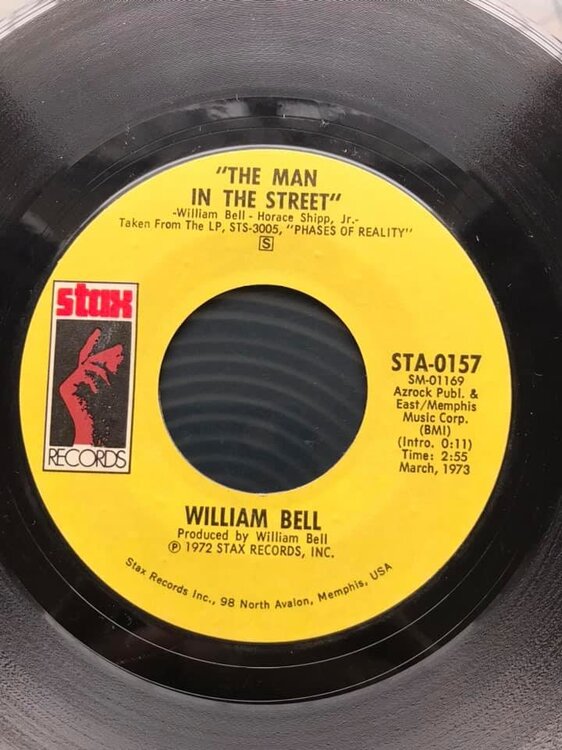 "THE MAN
IN THE STREET"
-William Bell - Horace Shipp, Jr.-
Taken From The LP, STS-3005, "PHASES OF REALITY"
S
stax
RECORDS
STA-0157
SM-01169
Azrock Publ. &
East/Memphis
Music Corp.
(BMI)
(Intro. 0:11)
Time: 2:55
March, 1973
WILLIAM BELL
Produced by William Bell
Ⓟ 1972 STAX RECORDS, INC.
Stax Records Inc., 98 North Avalon, Memphis, USA